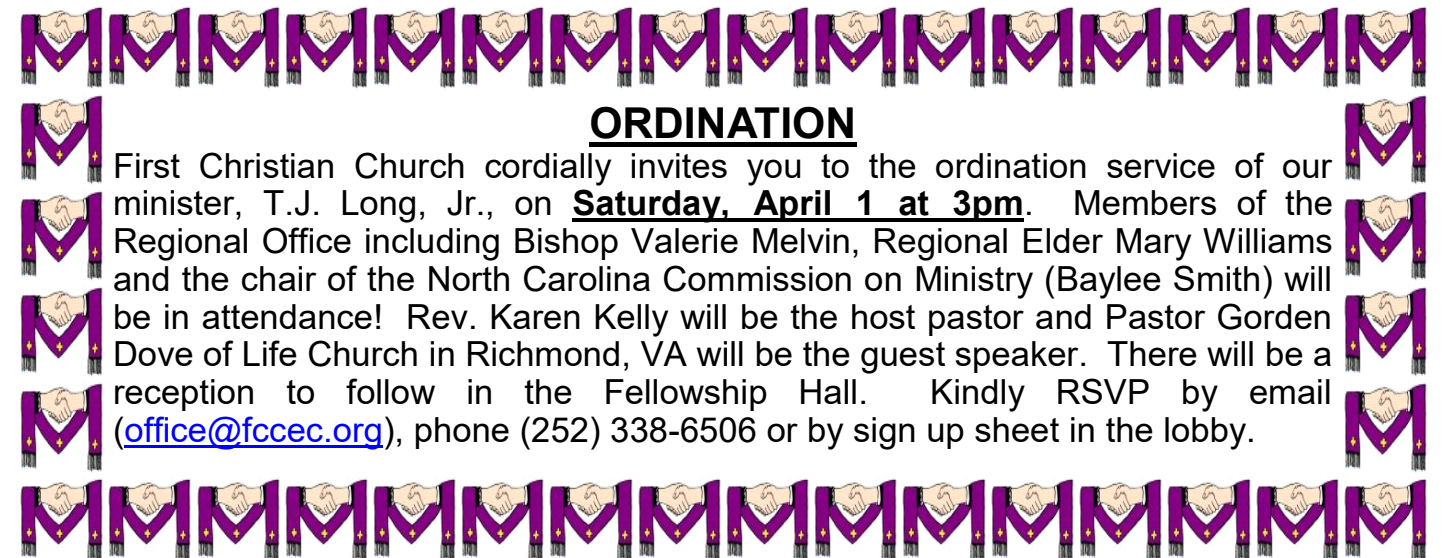 ORDINATION
First Christian Church cordially invites you to the ordination service of our
minister, T.J. Long, Jr., on Saturday, April 1 at 3pm. Members of the
Regional Office including Bishop Valerie Melvin, Regional Elder Mary Williams
and the chair of the North Carolina Commission on Ministry (Baylee Smith) will
be in attendance! Rev. Karen Kelly will be the host pastor and Pastor Gorden
Dove of Life Church in Richmond, VA will be the guest speaker. There will be a
reception to follow in the Fellowship Hall. Kindly RSVP by email
(office@fccec.org), phone (252) 338-6506 or by sign up sheet in the lobby.